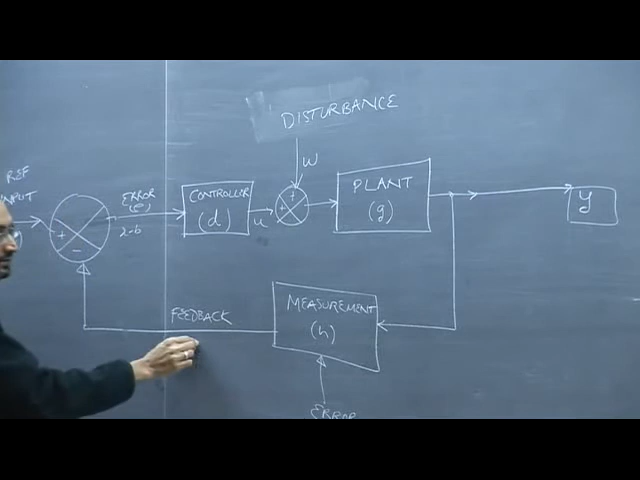 DISTURBANCE
W
REF
INPUT
ERROR
(e)
CONTROLLER
(d)
u
+
+
PLANT
(g)
y
+
-
FEEDBACK
MEASUREMENT
(h)
ERROR